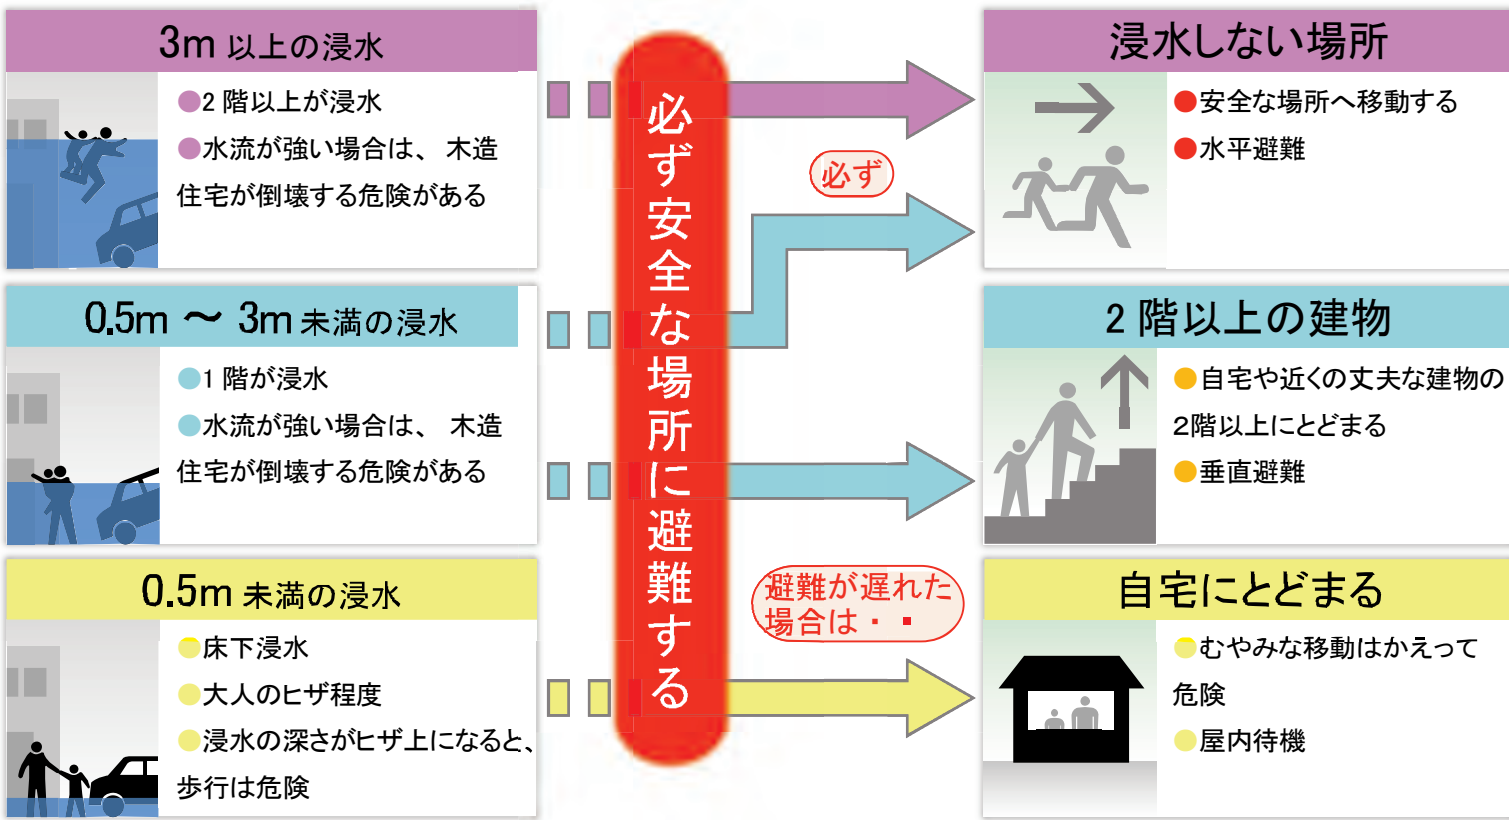 3m 以上の浸水
●2 階以上が浸水
●水流が強い場合は、 木造
住宅が倒壊する危険がある
0.5m ～ 3m 未満の浸水
●1 階が浸水
●水流が強い場合は、 木造
住宅が倒壊する危険がある
0.5m 未満の浸水
●床下浸水
●大人のヒザ程度
●浸水の深さがヒザ上になると、
歩行は危険
必ず安全な場所に避難する
必ず
避難が遅れた
場合は・・
浸水しない場所
●安全な場所へ移動する
●水平避難
2 階以上の建物
●自宅や近くの丈夫な建物の
2階以上にとどまる
●垂直避難
自宅にとどまる
●むやみな移動はかえって
危険
●屋内待機